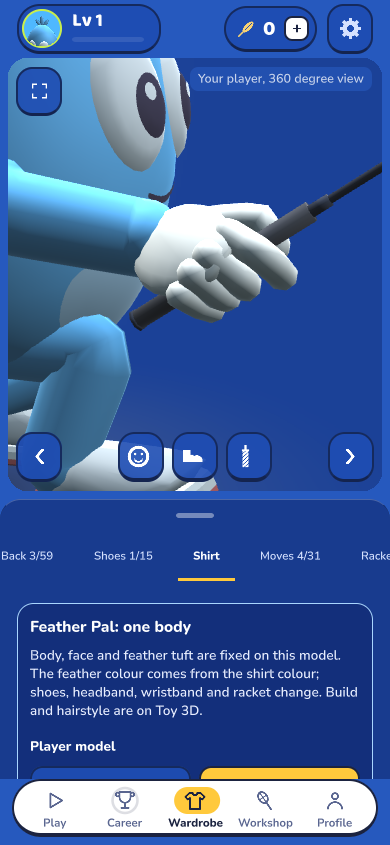 Lv 1
0
+
Your player, 360 degree view
Back 3/59
Shoes 1/15
Shirt
Moves 4/31
Racke
Feather Pal: one body
Body, face and feather tuft are fixed on this model.
The feather colour comes from the shirt colour;
shoes, headband, wristband and racket change. Build
and hairstyle are on Toy 3D.
Player model
Play
Career
Wardrobe
Workshop
Profile